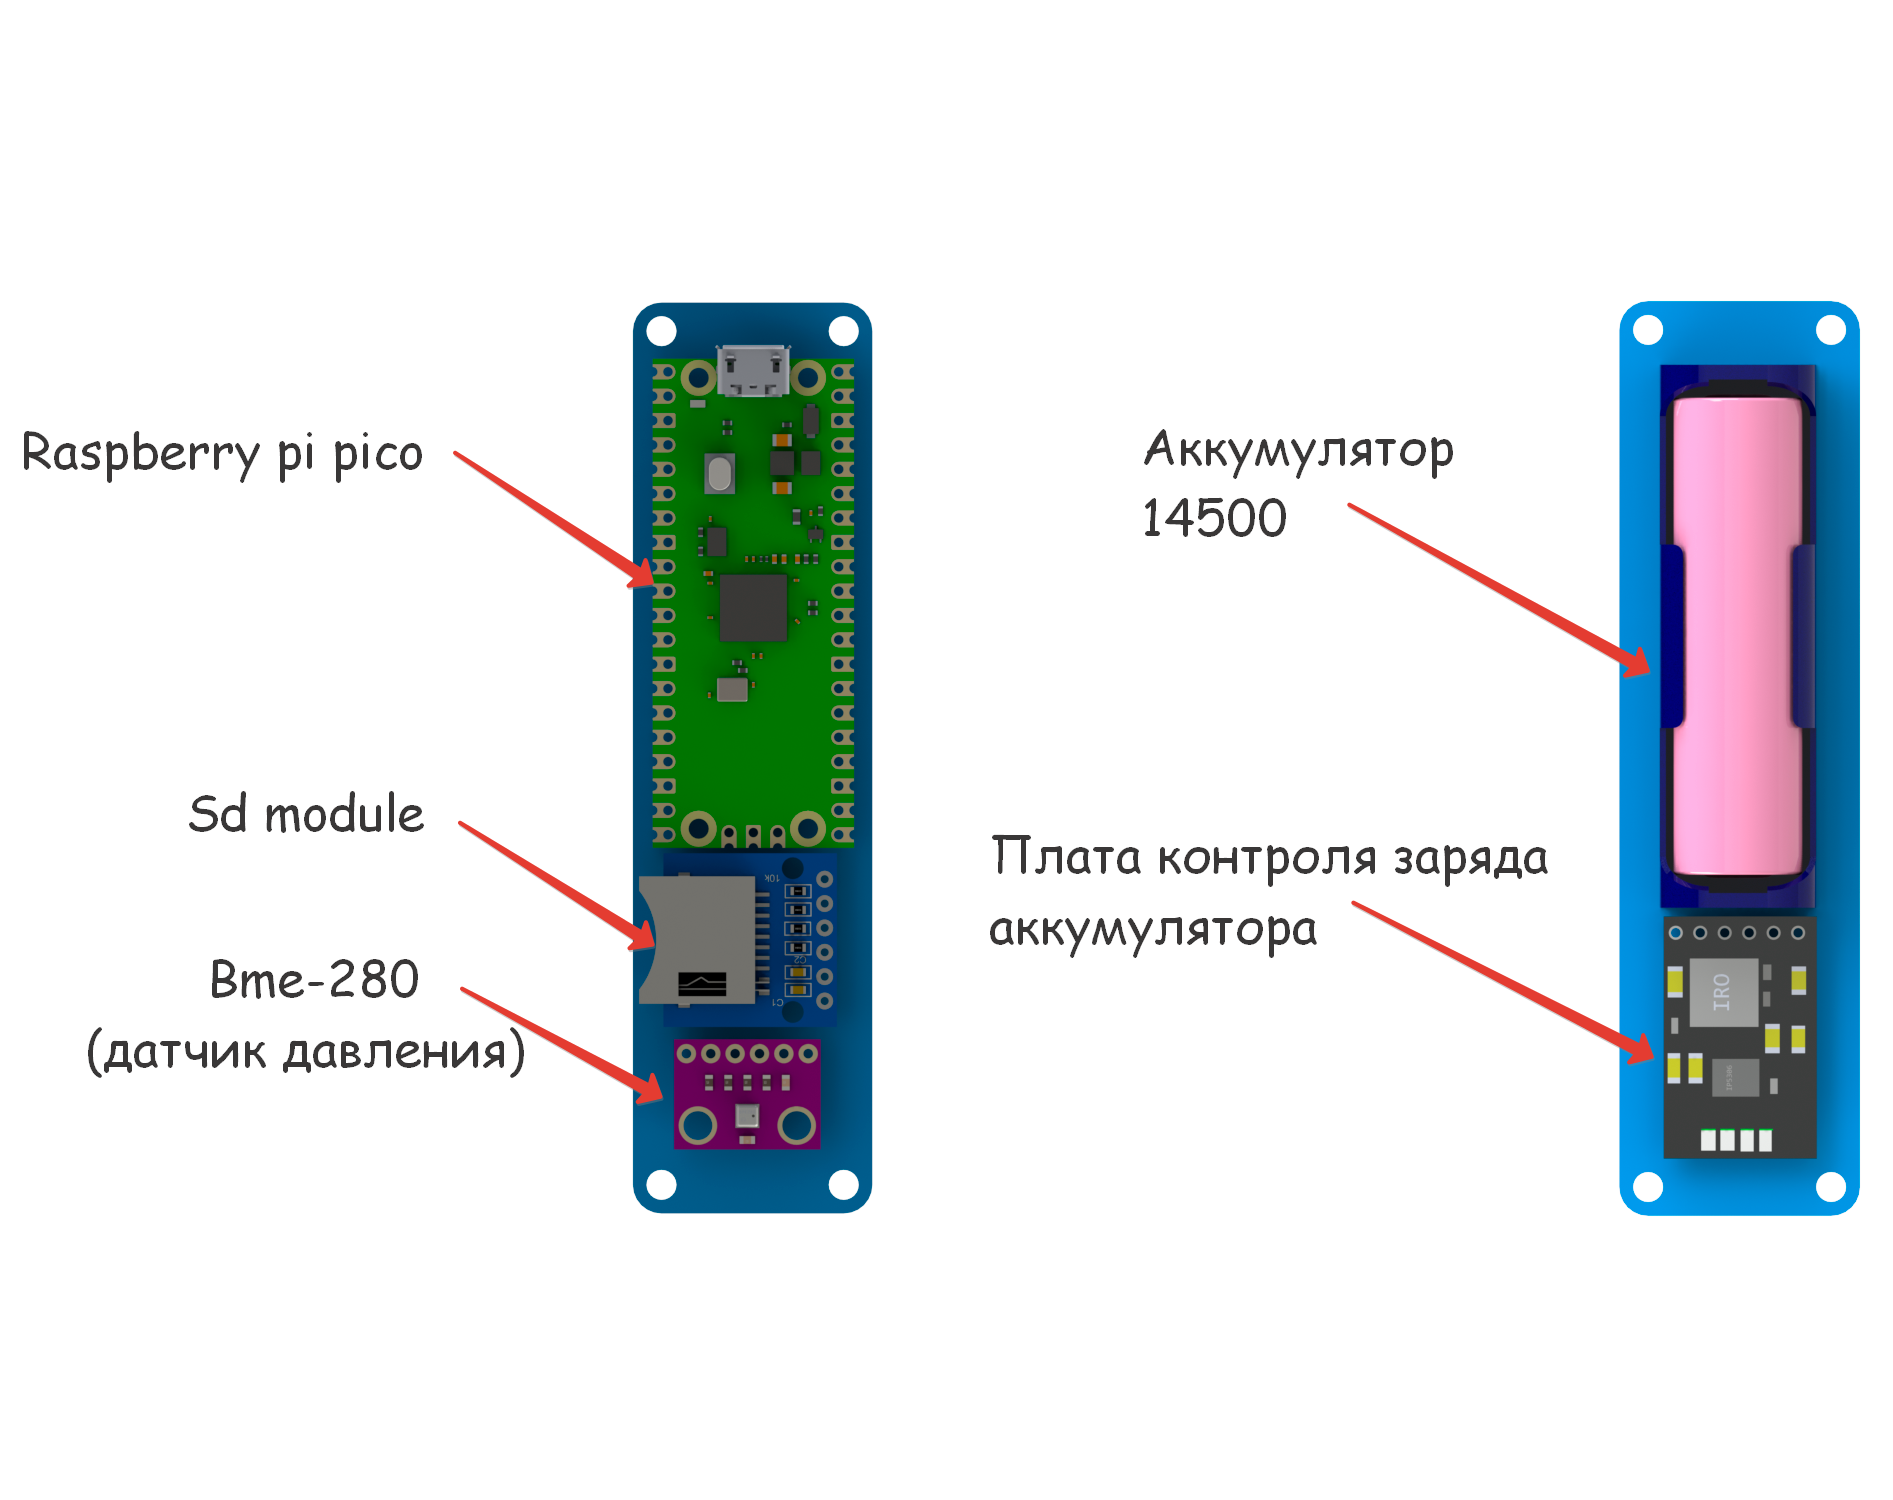 Raspberry pi pico
Sd module
Bme-280
(датчик давления)
10k
C2
C1
Аккумулятор
14500
Плата контроля заряда
аккумулятора
IRO